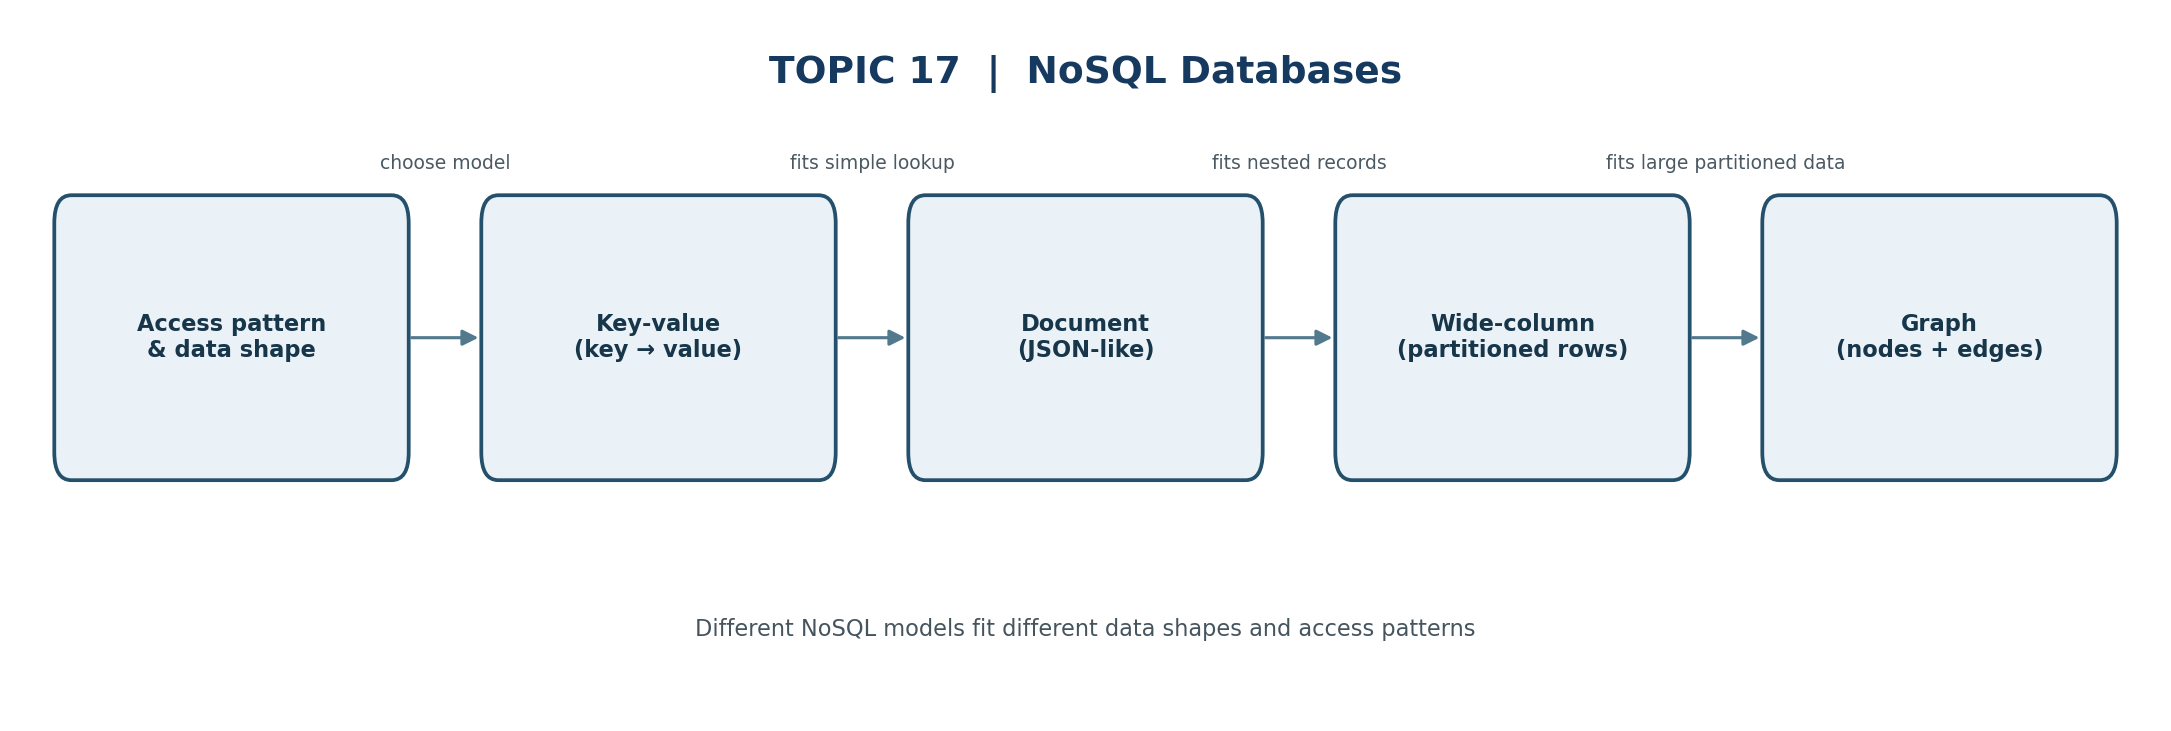 TOPIC 17 | NoSQL Databases
choose model
fits simple lookup
fits nested records
fits large partitioned data
Access pattern
& data shape
Key-value
(key → value)
Document
(JSON-like)
Wide-column
(partitioned rows)
Graph
(nodes + edges)
Different NoSQL models fit different data shapes and access patterns